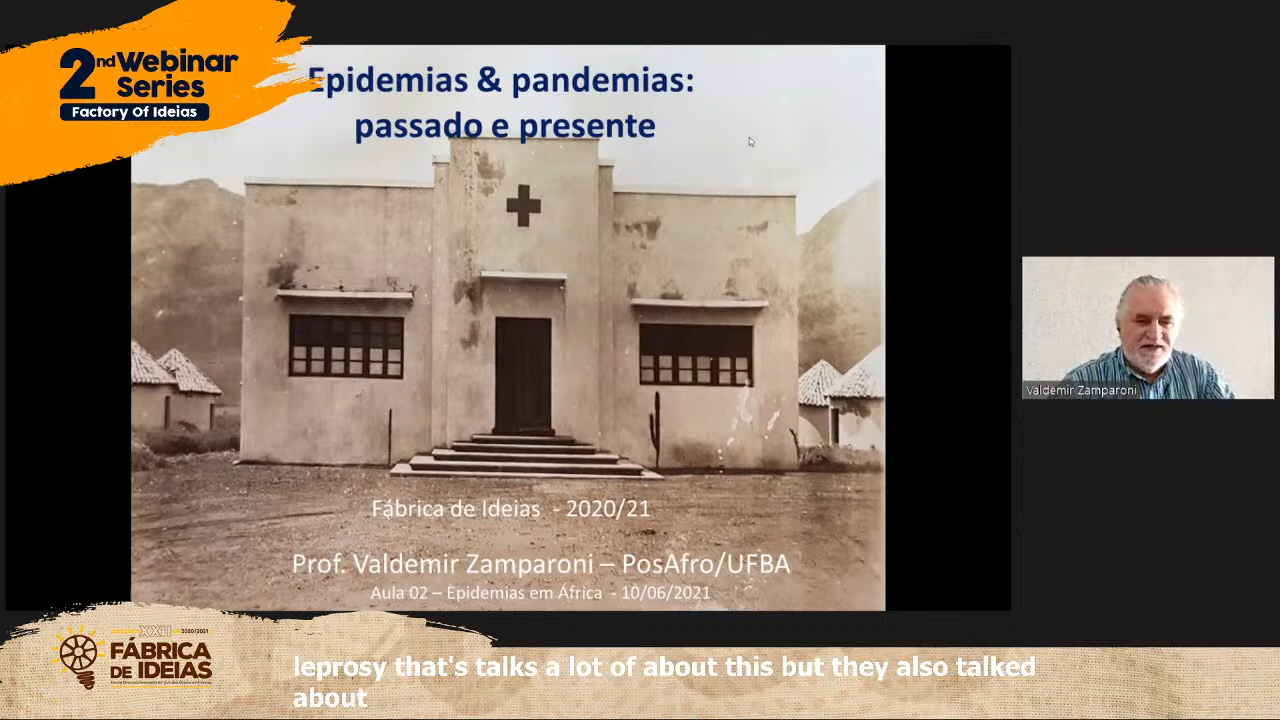 2nd Webinar
Series
Factory Of Ideias
Epidemias & pandemias:
passado e presente
Valdemir Zamparoni
Fábrica de Ideias - 2020/21
Prof. Valdemir Zamparoni – PosAfro/UFBA
Aula 02 – Epidemias em África - 10/06/2021
XXII 2020/2021
FÁBRICA
DE IDEIAS
leprosy that's talks a lot of about this but they also talked
about